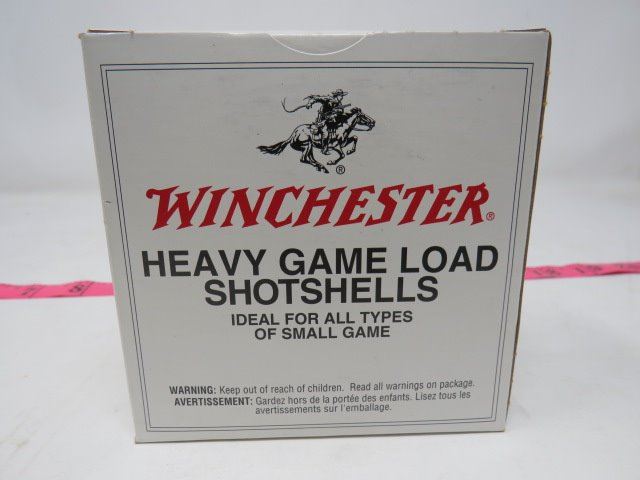 ®
WINCHESTER®
HEAVY GAME LOAD
SHOTSHELLS
IDEAL FOR ALL TYPES
OF SMALL GAME
WARNING: Keep out of reach of children. Read all warnings on package.
AVERTISSEMENT: Gardez hors de la portée des enfants. Lisez tous les
avertissements sur l'emballage.